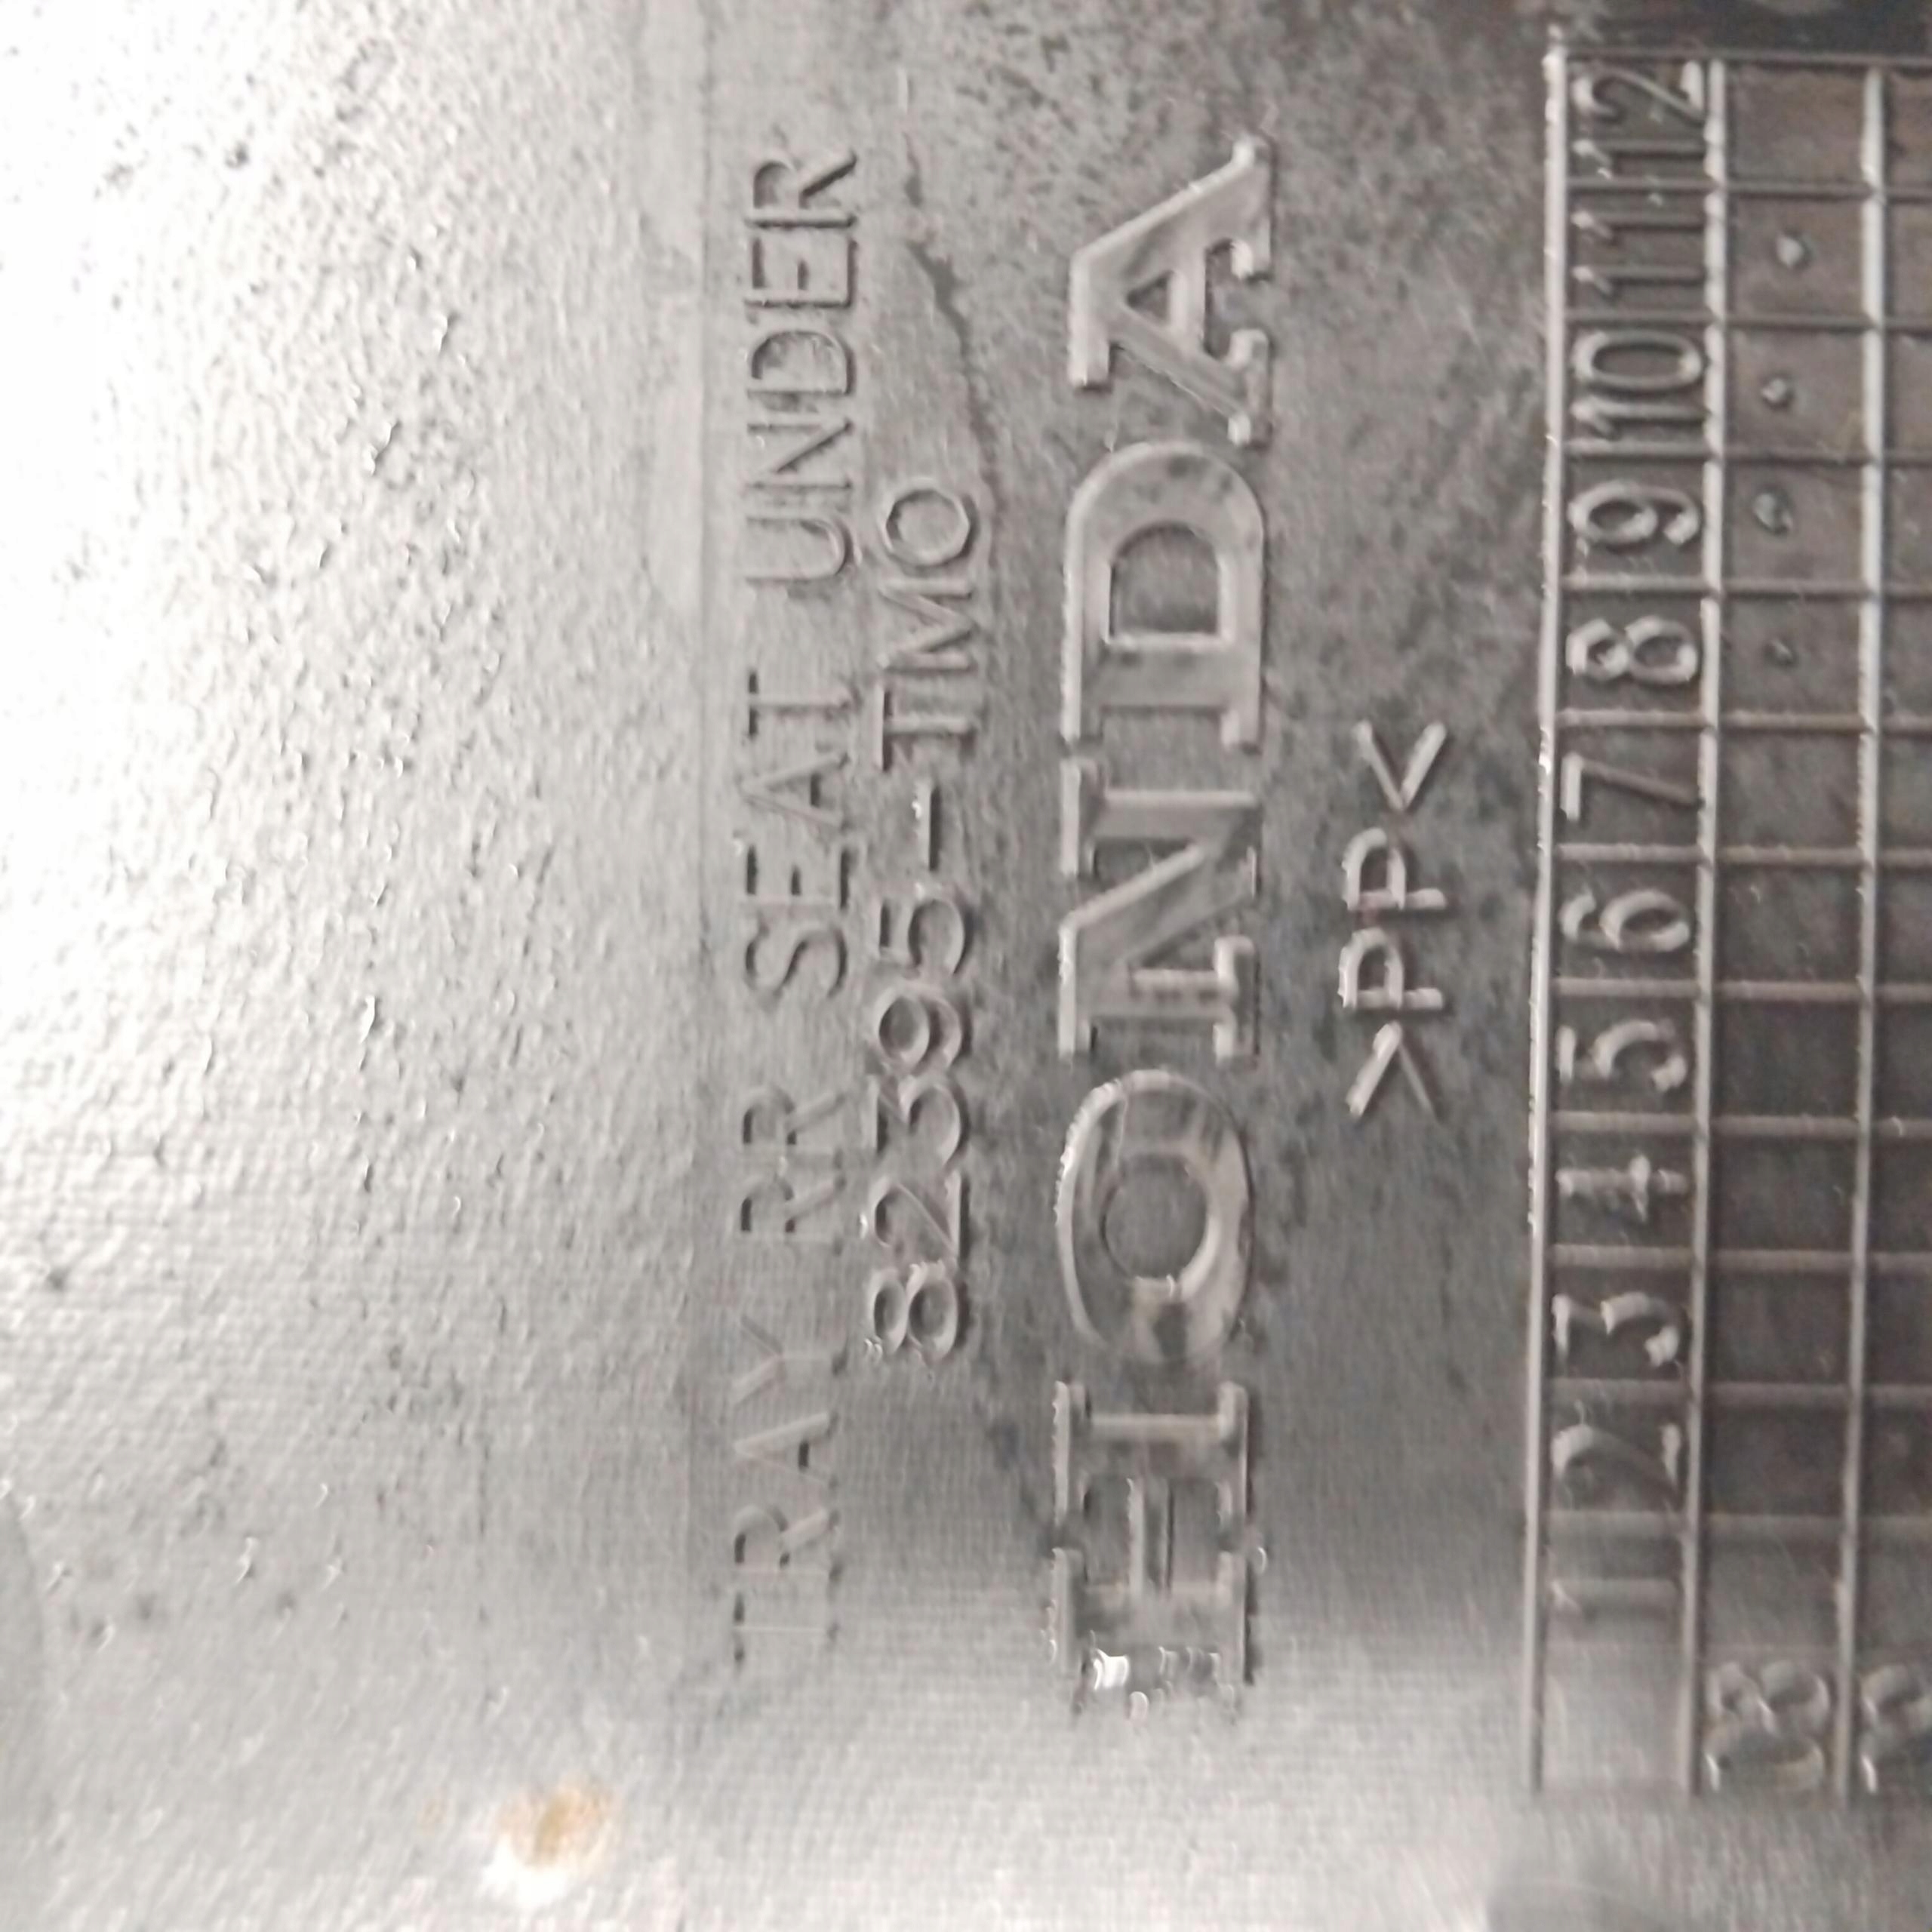 TRAY RR SEAT UNDER
82395-TM0
HONDA
>PP<
1 2 3 4 5 6 7 8 9 10 11 12